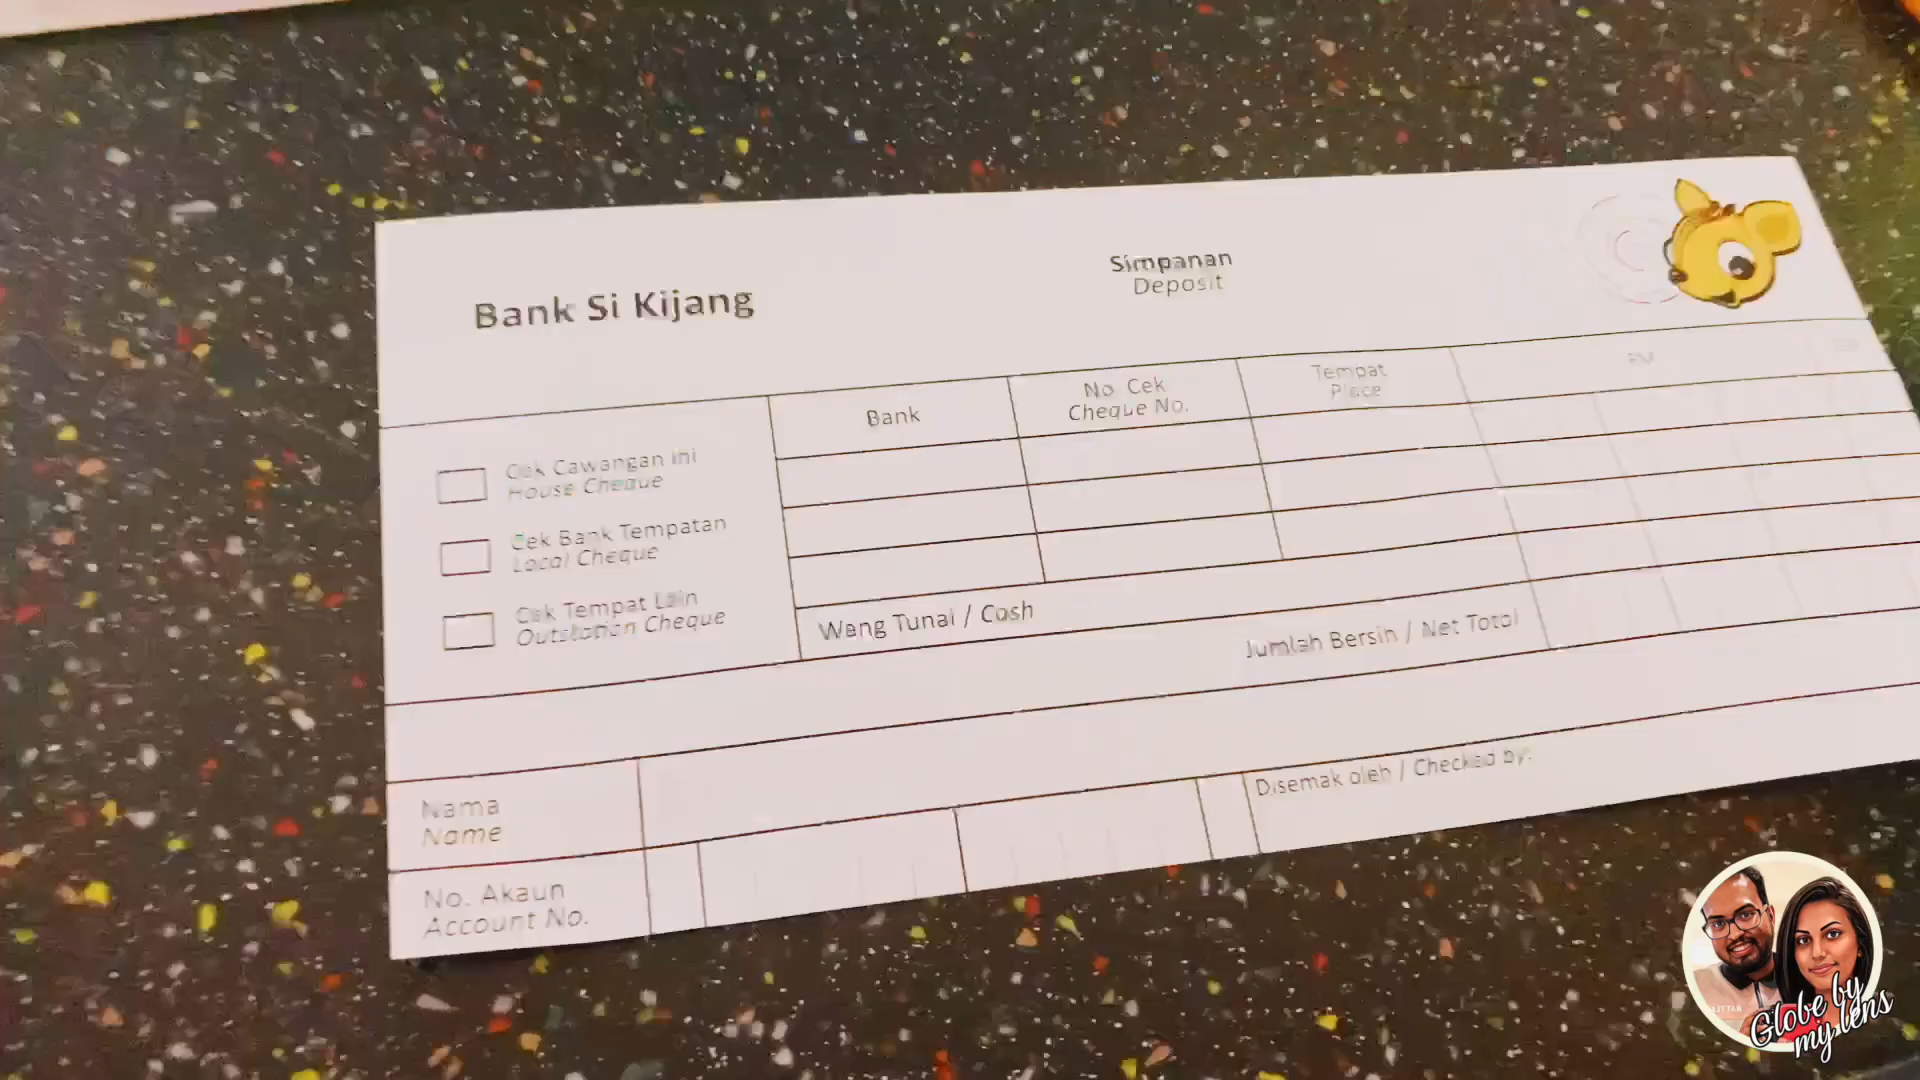 Bank Si Kijang
Simpanan
Deposit
Bank
No. Cek
Cheque No.
Tempat
Place
RM
Cek Cawangan Ini
House Cheque
Cek Bank Tempatan
Local Cheque
Cek Tempat Lain
Outstation Cheque
Wang Tunai / Cash
Jumlah Bersih / Net Total
Nama
Name
Disemak oleh / Checked by:
No. Akaun
Account No.
Globe by
my lens